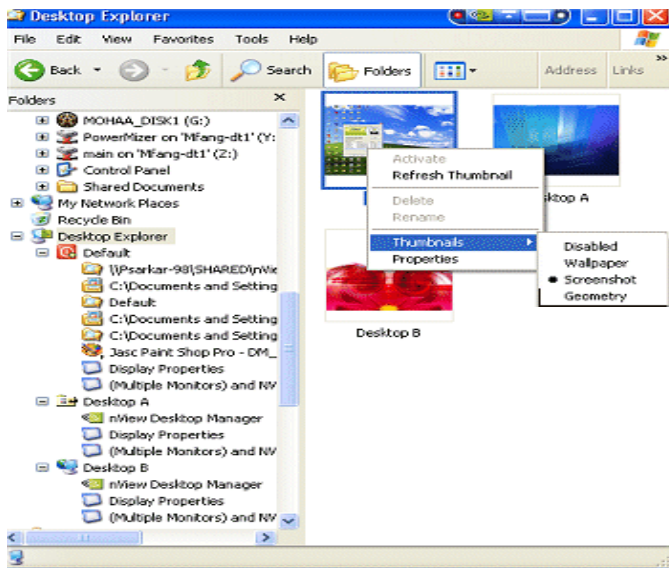 Desktop Explorer
File Edit View Favorites Tools Help
Back Search Folders Address Links »
Folders
MOHAA_DISK1 (G:)
PowerMizer on 'Mfang-dt1' (Y:
main on 'Mfang-dt1' (Z:)
Control Panel
Shared Documents
My Network Places
Recycle Bin
Desktop Explorer
Default
\\Psarkar-98\SHARED\nVie
C:\Documents and Setting
Default
C:\Documents and Setting
C:\Documents and Setting
Jasc Paint Shop Pro - DM_
Display Properties
(Multiple Monitors) and NV
Desktop A
nView Desktop Manager
Display Properties
(Multiple Monitors) and NV
Desktop B
nView Desktop Manager
Display Properties
(Multiple Monitors) and NV
Activate
Refresh Thumbnail
Delete
Rename
Thumbnails
Properties
Disabled
Wallpaper
Screenshot
Geometry
ktop A
Desktop B